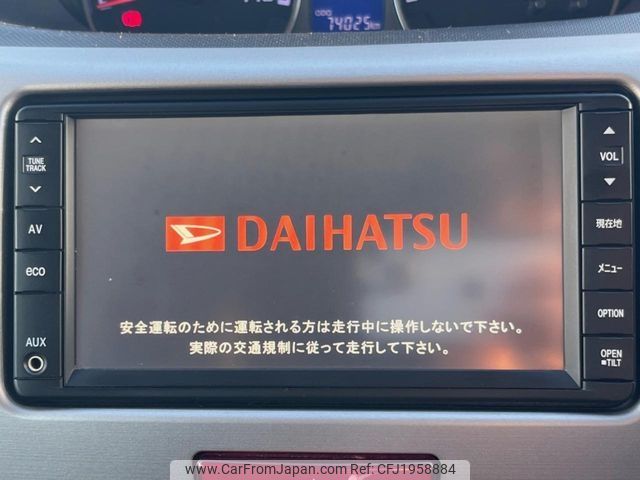 ODO 74025km
TUNE
TRACK
AV
eco
AUX
DAIHATSU
安全運転のために運転される方は走行中に操作しないで下さい。
実際の交通規制に従って走行して下さい。
VOL
現在地
メニュー
OPTION
OPEN
TILT
www.CarFromJapan.com Ref:CFJ11958884